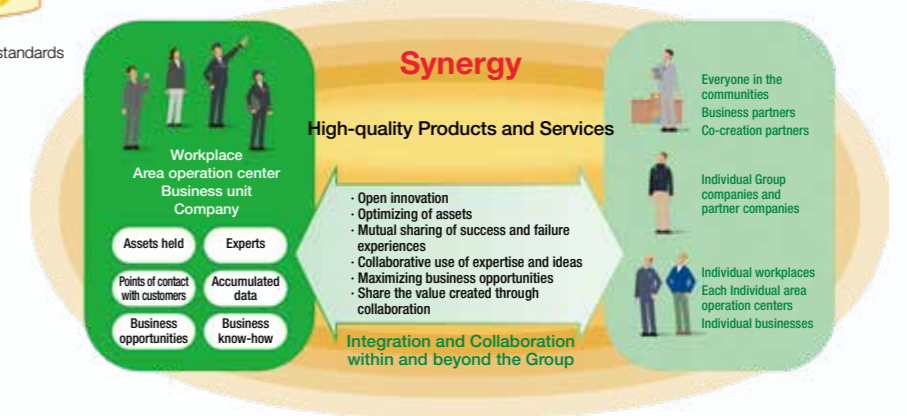 standards
Synergy
High-quality Products and Services
Workplace
Area operation center
Business unit
Company
Assets held
Experts
Points of contact
with customers
Accumulated
data
Business
opportunities
Business
know-how
· Open innovation
· Optimizing of assets
· Mutual sharing of success and failure
experiences
· Collaborative use of expertise and ideas
· Maximizing business opportunities
· Share the value created through
collaboration
Integration and Collaboration
within and beyond the Group
Everyone in the
communities
Business partners
Co-creation partners
Individual Group
companies and
partner companies
Individual workplaces
Each Individual area
operation centers
Individual businesses